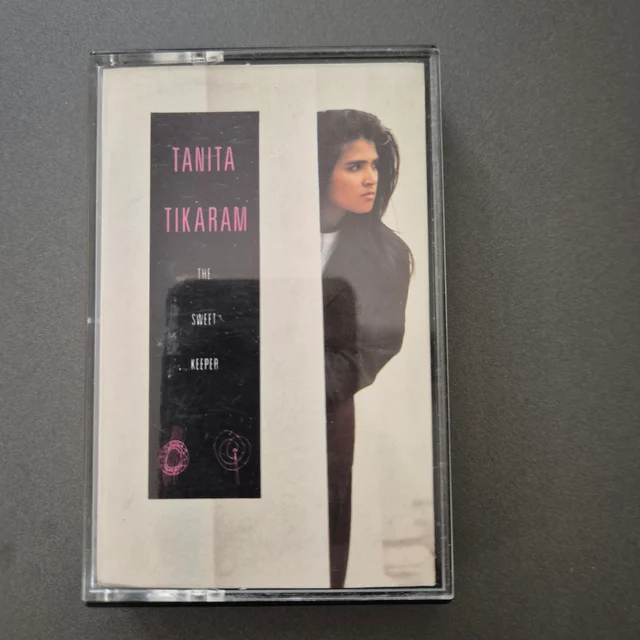 TANITA
TIKARAM
THE
SWEET
KEEPER